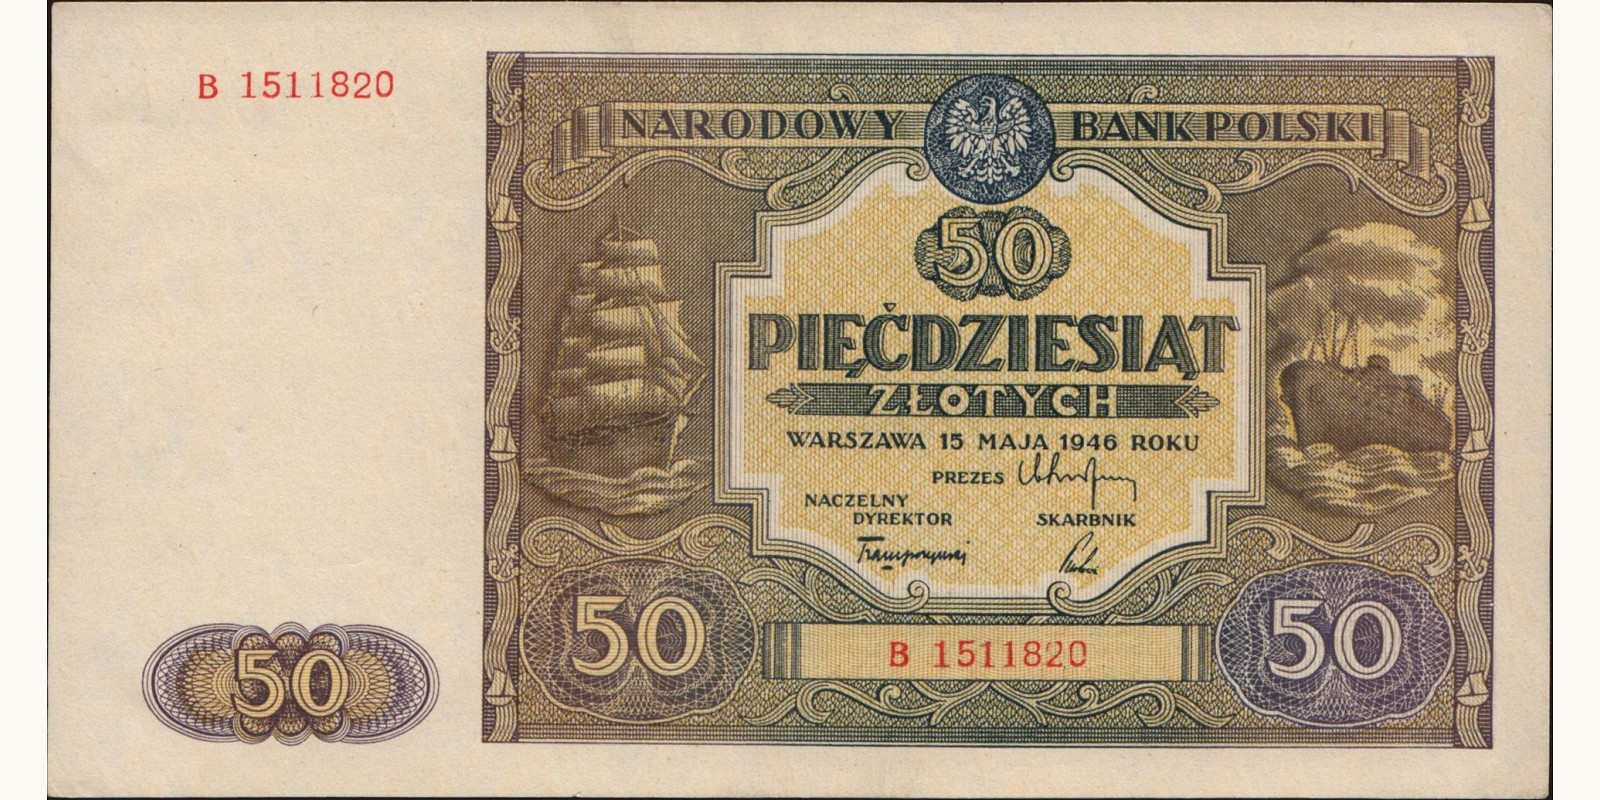 B 1511820
NARODOWY BANK POLSKI
50
PIĘĆDZIESIĄT
ZŁOTYCH
WARSZAWA 15 MAJA 1946 ROKU
PREZES
NACZELNY
DYREKTOR SKARBNIK
50 50
B 1511820
50